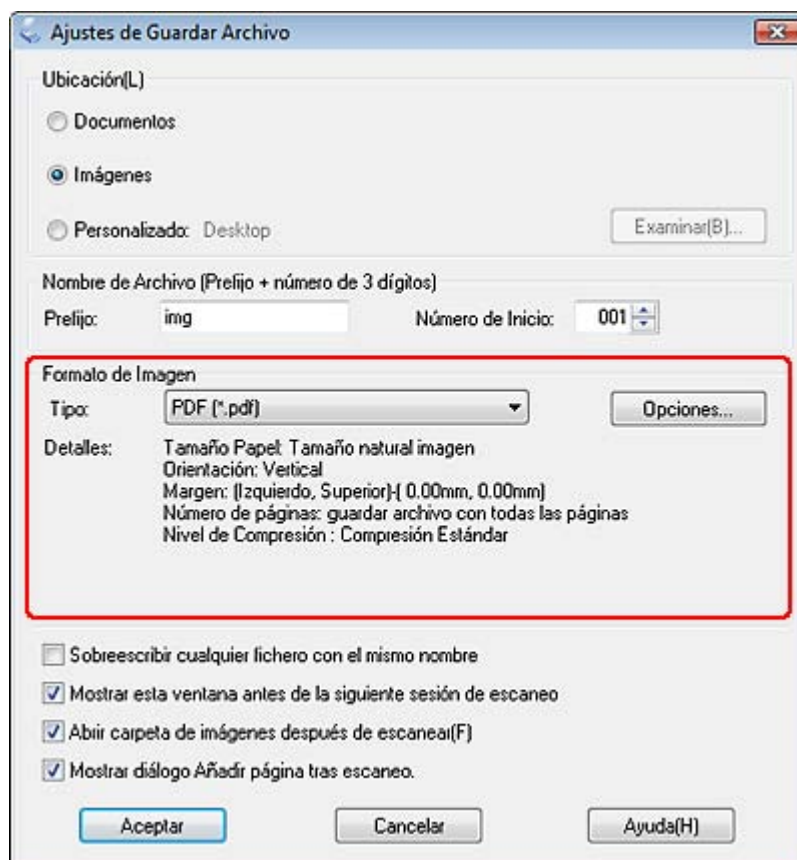 Ajustes de Guardar Archivo
Ubicación(L)
Documentos
Imágenes
Personalizado: Desktop
Examinar(B)...
Nombre de Archivo (Prefijo + número de 3 dígitos)
Prefijo: img Número de Inicio: 001
Formato de Imagen
Tipo: PDF (*.pdf) Opciones...
Detalles: Tamaño Papel: Tamaño natural imagen
Orientación: Vertical
Margen: (Izquierdo, Superior)-( 0.00mm, 0.00mm)
Número de páginas: guardar archivo con todas las páginas
Nivel de Compresión : Compresión Estándar
Sobreescribir cualquier fichero con el mismo nombre
Mostrar esta ventana antes de la siguiente sesión de escaneo
Abrir carpeta de imágenes después de escanear(F)
Mostrar diálogo Añadir página tras escaneo.
Aceptar Cancelar Ayuda(H)